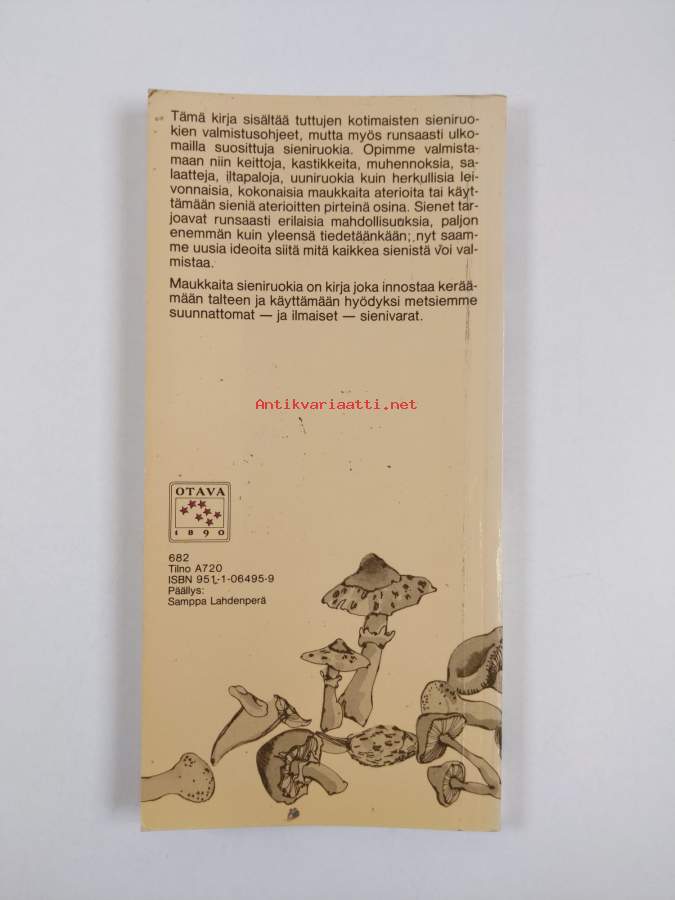 Tämä kirja sisältää tuttujen kotimaisten sieniruo-
kien valmistusohjeet, mutta myös runsaasti ulko-
mailla suosittuja sieniruokia. Opimme valmista-
maan niin keittoja, kastikkeita, muhennoksia, sa-
laatteja, iltapaloja, uuniruokia kuin herkullisia lei-
vonnaisia, kokonaisia maukkaita aterioita tai käyt-
tämään sieniä aterioitten pirteinä osina. Sienet tar-
joavat runsaasti erilaisia mahdollisuuksia, paljon
enemmän kuin yleensä tiedetäänkään; nyt saam-
me uusia ideoita siitä mitä kaikkea sienistä voi val-
mistaa.
Maukkaita sieniruokia on kirja joka innostaa kerää-
mään talteen ja käyttämään hyödyksi metsiemme
suunnattomat — ja ilmaiset — sienivarat.
Antikvariaatti.net
OTAVA
1890
682
Tilno A720
ISBN 951-1-06495-9
Päällys:
Samppa Lahdenperä